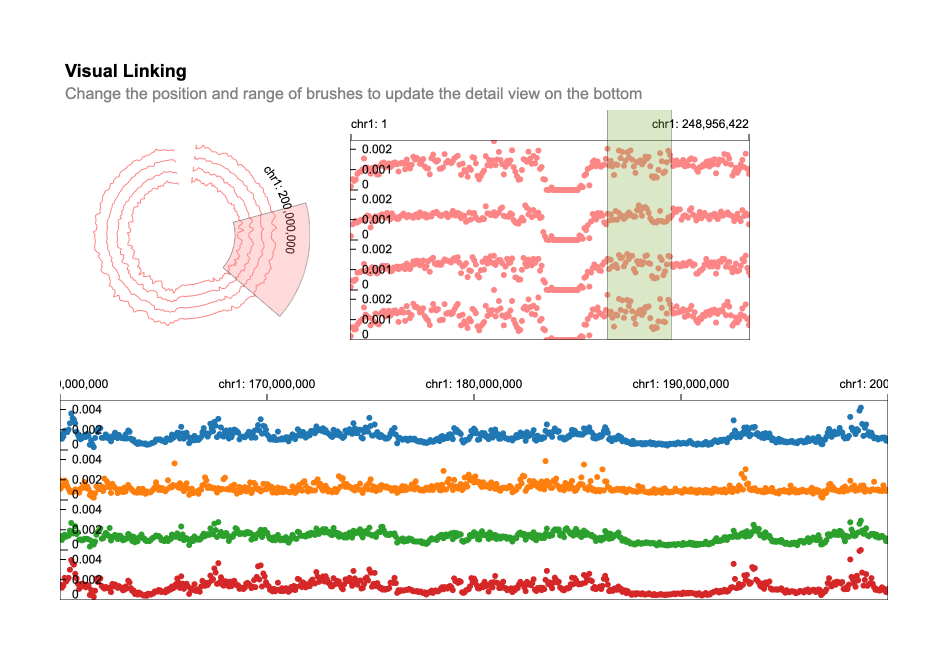 Visual Linking
Change the position and range of brushes to update the detail view on the bottom
chr1: 1
chr1: 248,956,422
chr1: 200,000,000
0.002
0.001
0
0.002
0.001
0
0.002
0.001
0
0.002
0.001
0
0,000,000
chr1: 170,000,000
chr1: 180,000,000
chr1: 190,000,000
chr1: 200
0.004
0.002
0
0.004
0.002
0
0.004
0.002
0
0.004
0.002
0